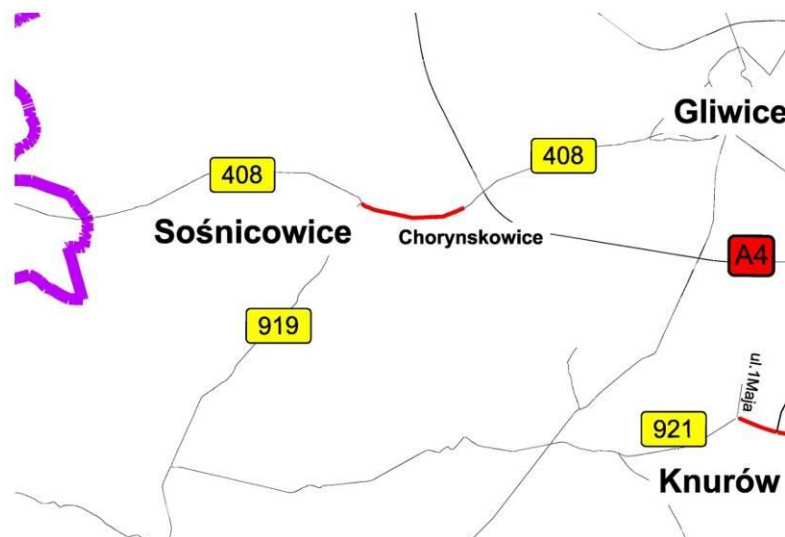 Gliwice
408
408
Sośnicowice
Chorynskowice
A4
919
ul.1Maja
921
Knurów